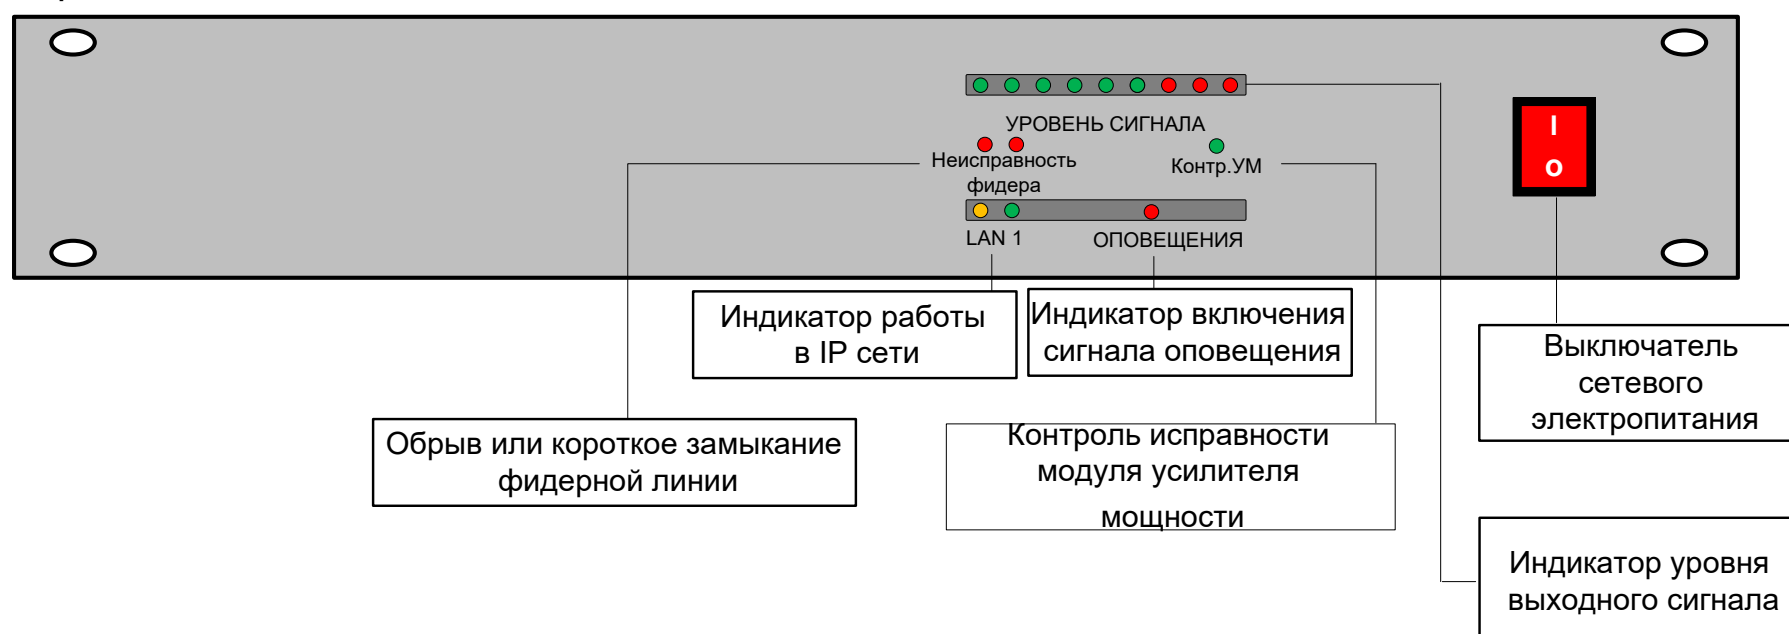 УРОВЕНЬ СИГНАЛА
Неисправность
фидера
Контр.УМ
LAN 1
ОПОВЕЩЕНИЯ
I
o
Индикатор работы
в IP сети
Индикатор включения
сигнала оповещения
Выключатель
сетевого
электропитания
Обрыв или короткое замыкание
фидерной линии
Контроль исправности
модуля усилителя
мощности
Индикатор уровня
выходного сигнала